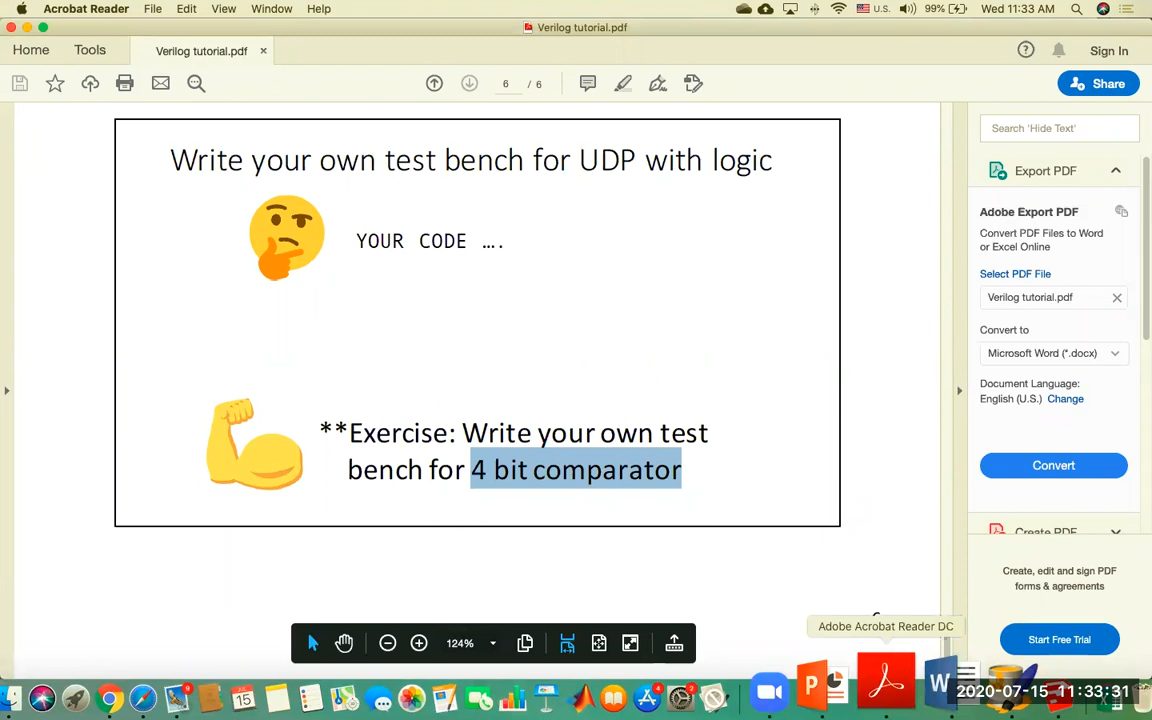 Acrobat Reader File Edit View Window Help U.S. 99% Wed 11:33 AM
Verilog tutorial.pdf
Home Tools Verilog tutorial.pdf × Sign In
6 / 6 Share
Write your own test bench for UDP with logic
YOUR CODE ….
**Exercise: Write your own test
bench for 4 bit comparator
Search 'Hide Text'
Export PDF
Adobe Export PDF
Convert PDF Files to Word
or Excel Online
Select PDF File
Verilog tutorial.pdf
Convert to
Microsoft Word (*.docx)
Document Language:
English (U.S.) Change
Convert
Create PDF
Create, edit and sign PDF
forms & agreements
Start Free Trial
124%
Adobe Acrobat Reader DC
2020-07-15 11:33:31